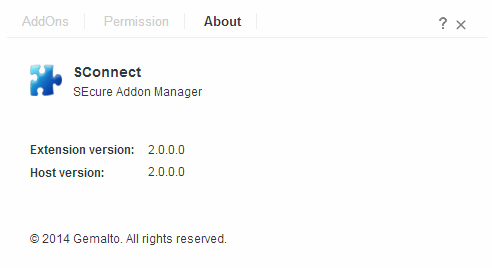 AddOns Permission About ? ×
SConnect
SEcure Addon Manager
Extension version: 2.0.0.0
Host version: 2.0.0.0
© 2014 Gemalto. All rights reserved.